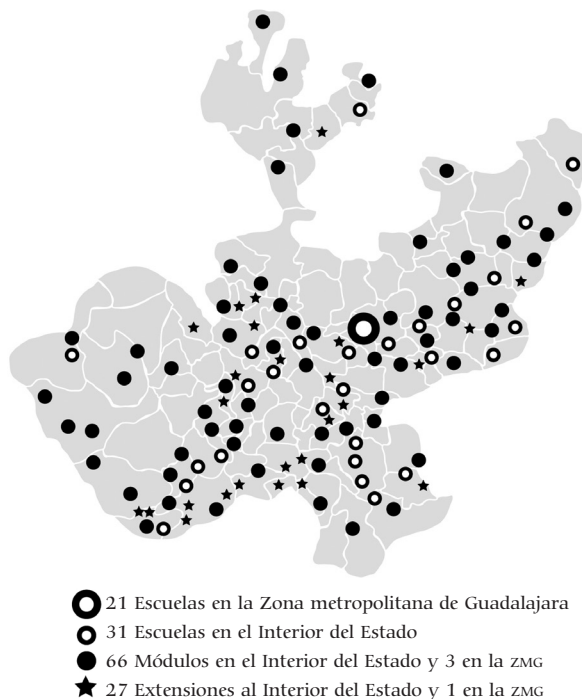 21 Escuelas en la Zona metropolitana de Guadalajara
31 Escuelas en el Interior del Estado
66 Módulos en el Interior del Estado y 3 en la ZMG
27 Extensiones al Interior del Estado y 1 en la ZMG